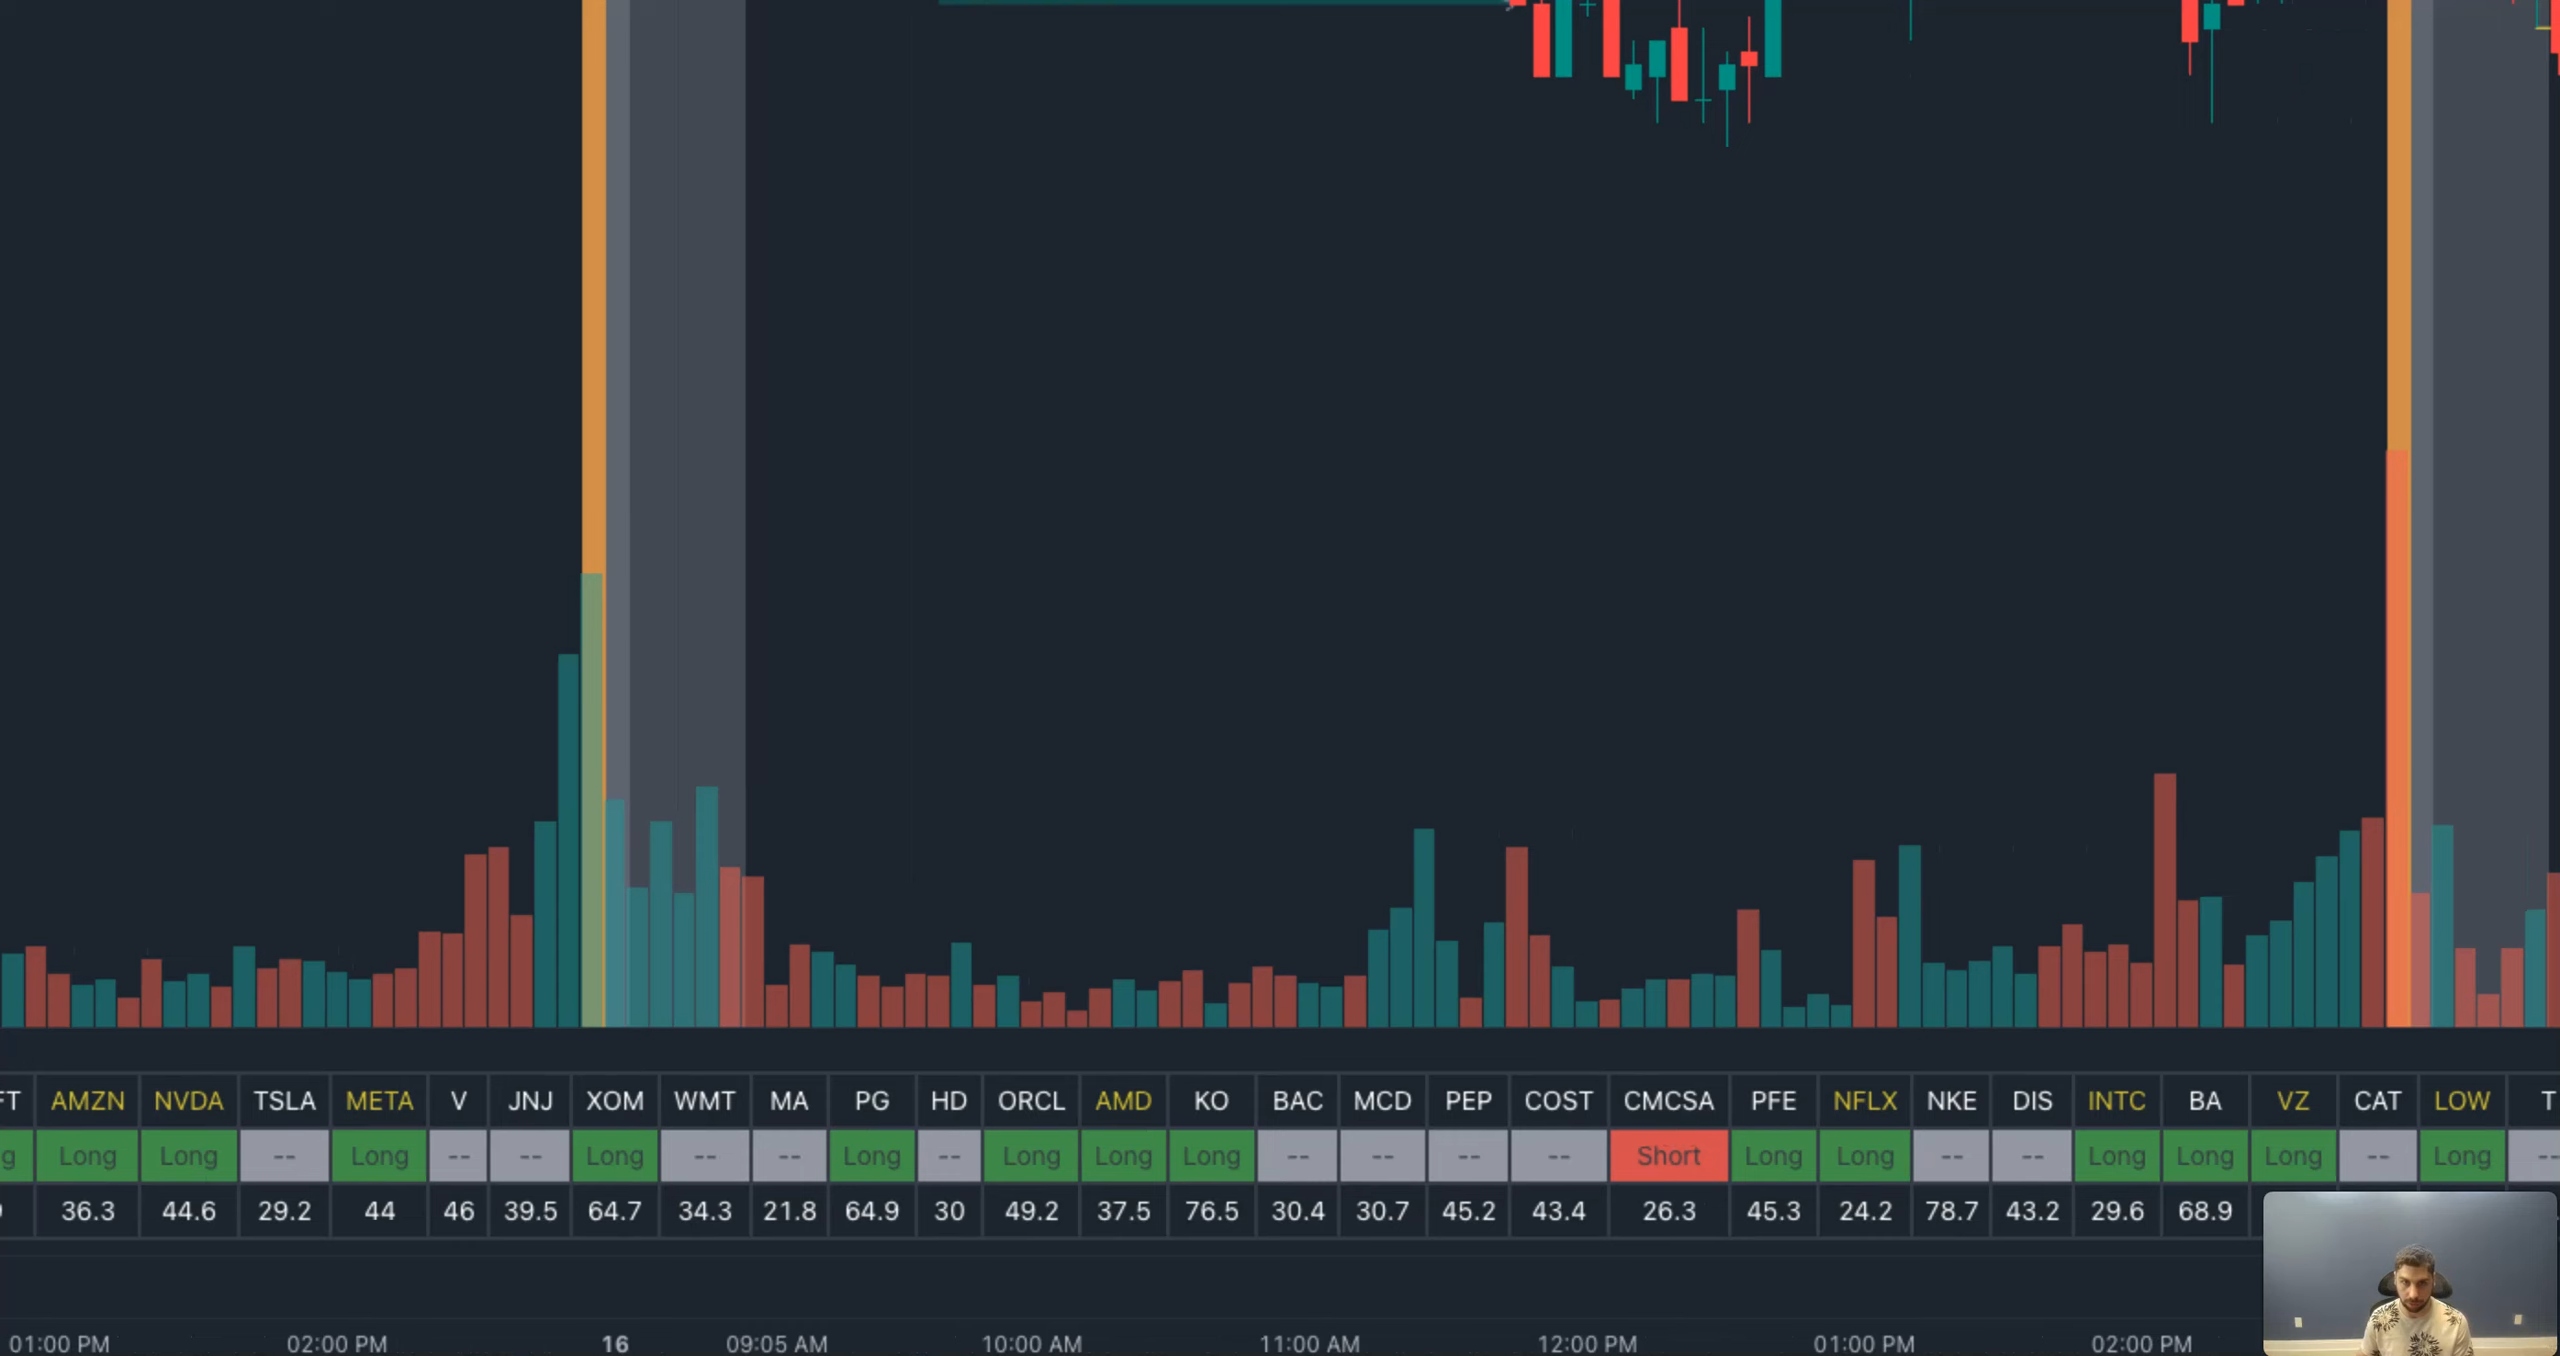 FT AMZN NVDA TSLA META V JNJ XOM WMT MA PG HD ORCL AMD KO BAC MCD PEP COST CMCSA PFE NFLX NKE DIS INTC BA VZ CAT LOW T
g Long Long -- Long -- -- Long -- -- Long -- Long Long Long -- -- -- -- Short Long Long -- -- Long Long Long -- Long --
36.3 44.6 29.2 44 46 39.5 64.7 34.3 21.8 64.9 30 49.2 37.5 76.5 30.4 30.7 45.2 43.4 26.3 45.3 24.2 78.7 43.2 29.6 68.9
01:00 PM 02:00 PM 16 09:05 AM 10:00 AM 11:00 AM 12:00 PM 01:00 PM 02:00 PM